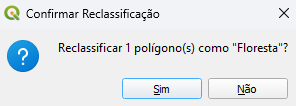 Confirmar Reclassificação
Reclassificar 1 polígono(s) como "Floresta"?
Sim
Não